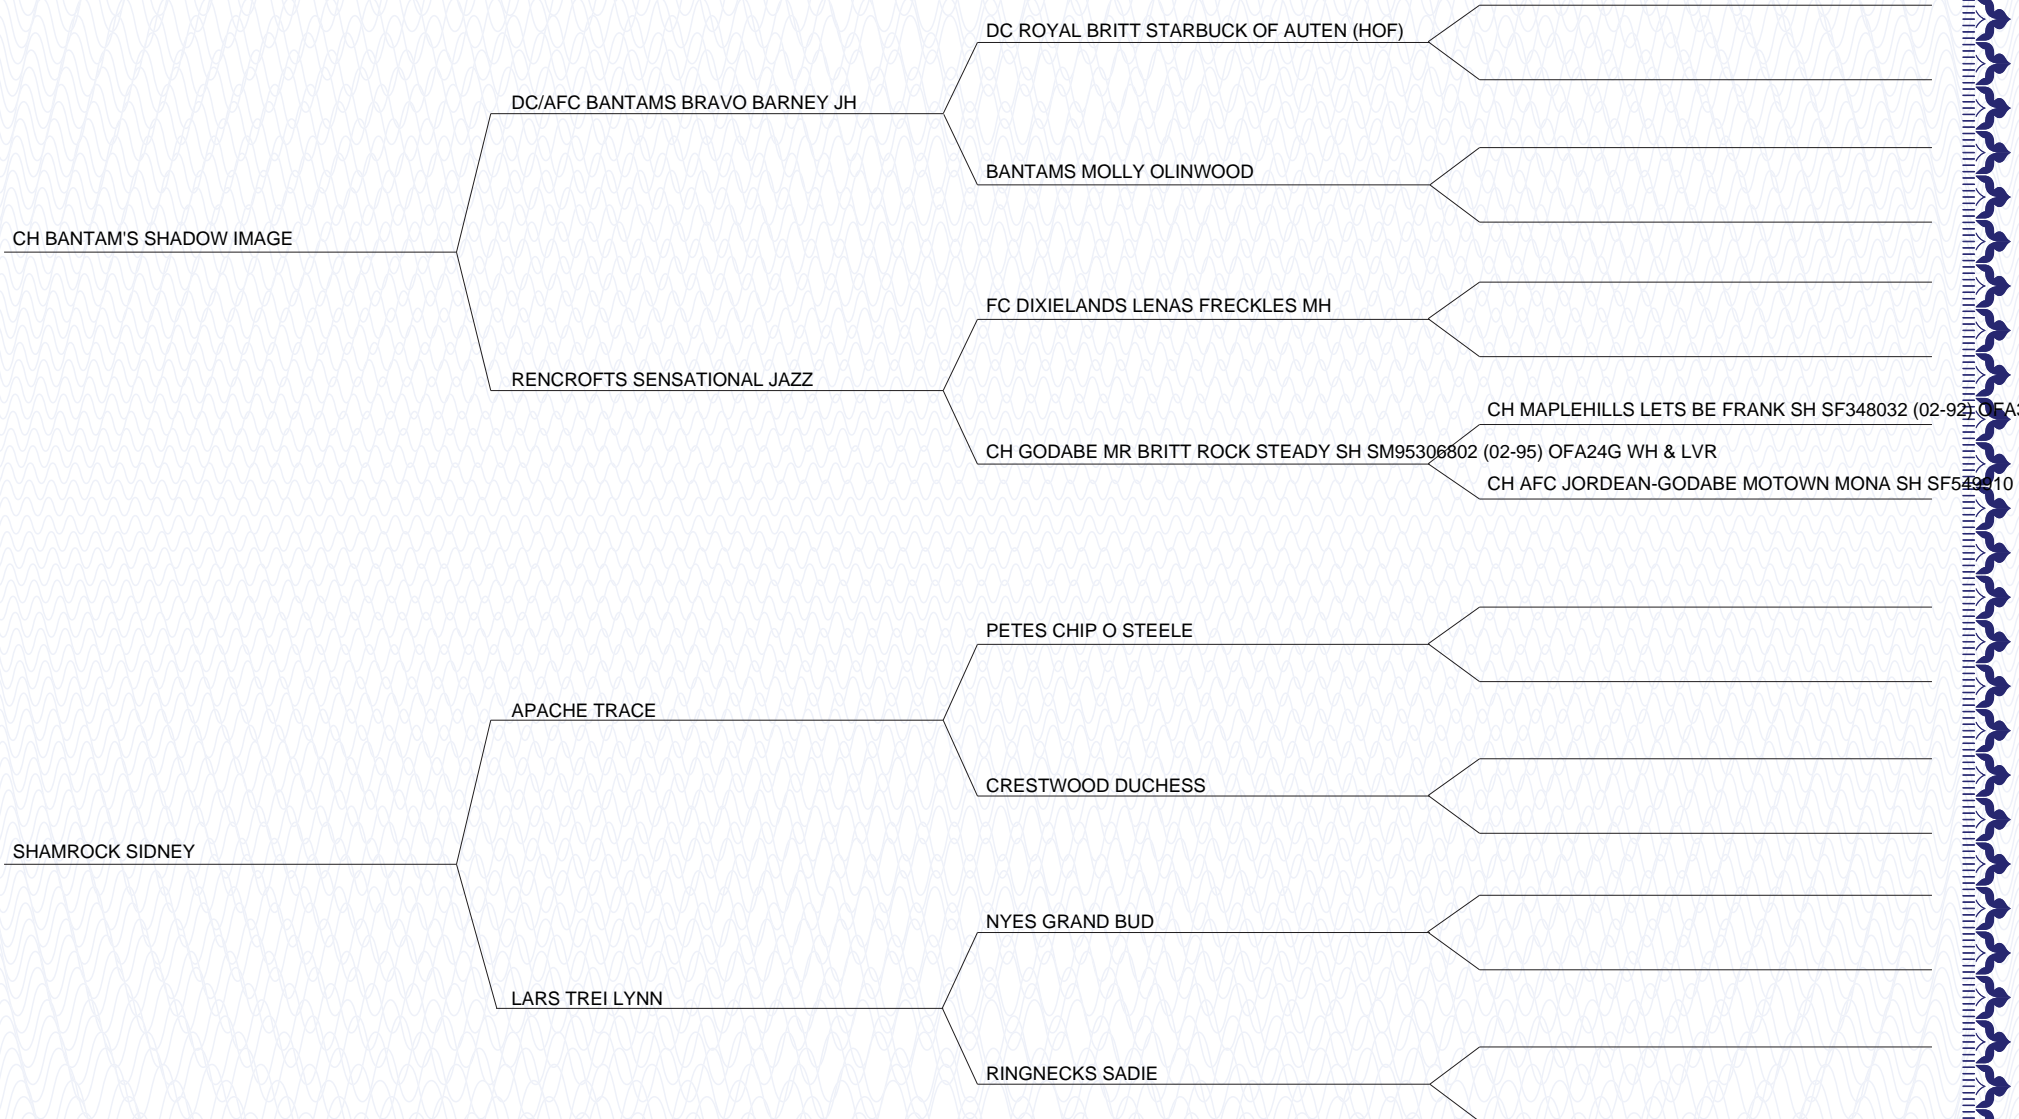 DC ROYAL BRITT STARBUCK OF AUTEN (HOF)
DC/AFC BANTAMS BRAVO BARNEY JH
BANTAMS MOLLY OLINWOOD
CH BANTAM'S SHADOW IMAGE
FC DIXIELANDS LENAS FRECKLES MH
RENCROFTS SENSATIONAL JAZZ
CH MAPLEHILLS LETS BE FRANK SH SF348032 (02-92)
CH GODABE MR BRITT ROCK STEADY SH SM95306802 (02-95) OFA24G WH & LVR
CH AFC JORDEAN-GODABE MOTOWN MONA SH SF549910
PETES CHIP O STEELE
APACHE TRACE
CRESTWOOD DUCHESS
SHAMROCK SIDNEY
NYES GRAND BUD
LARS TREI LYNN
RINGNECKS SADIE